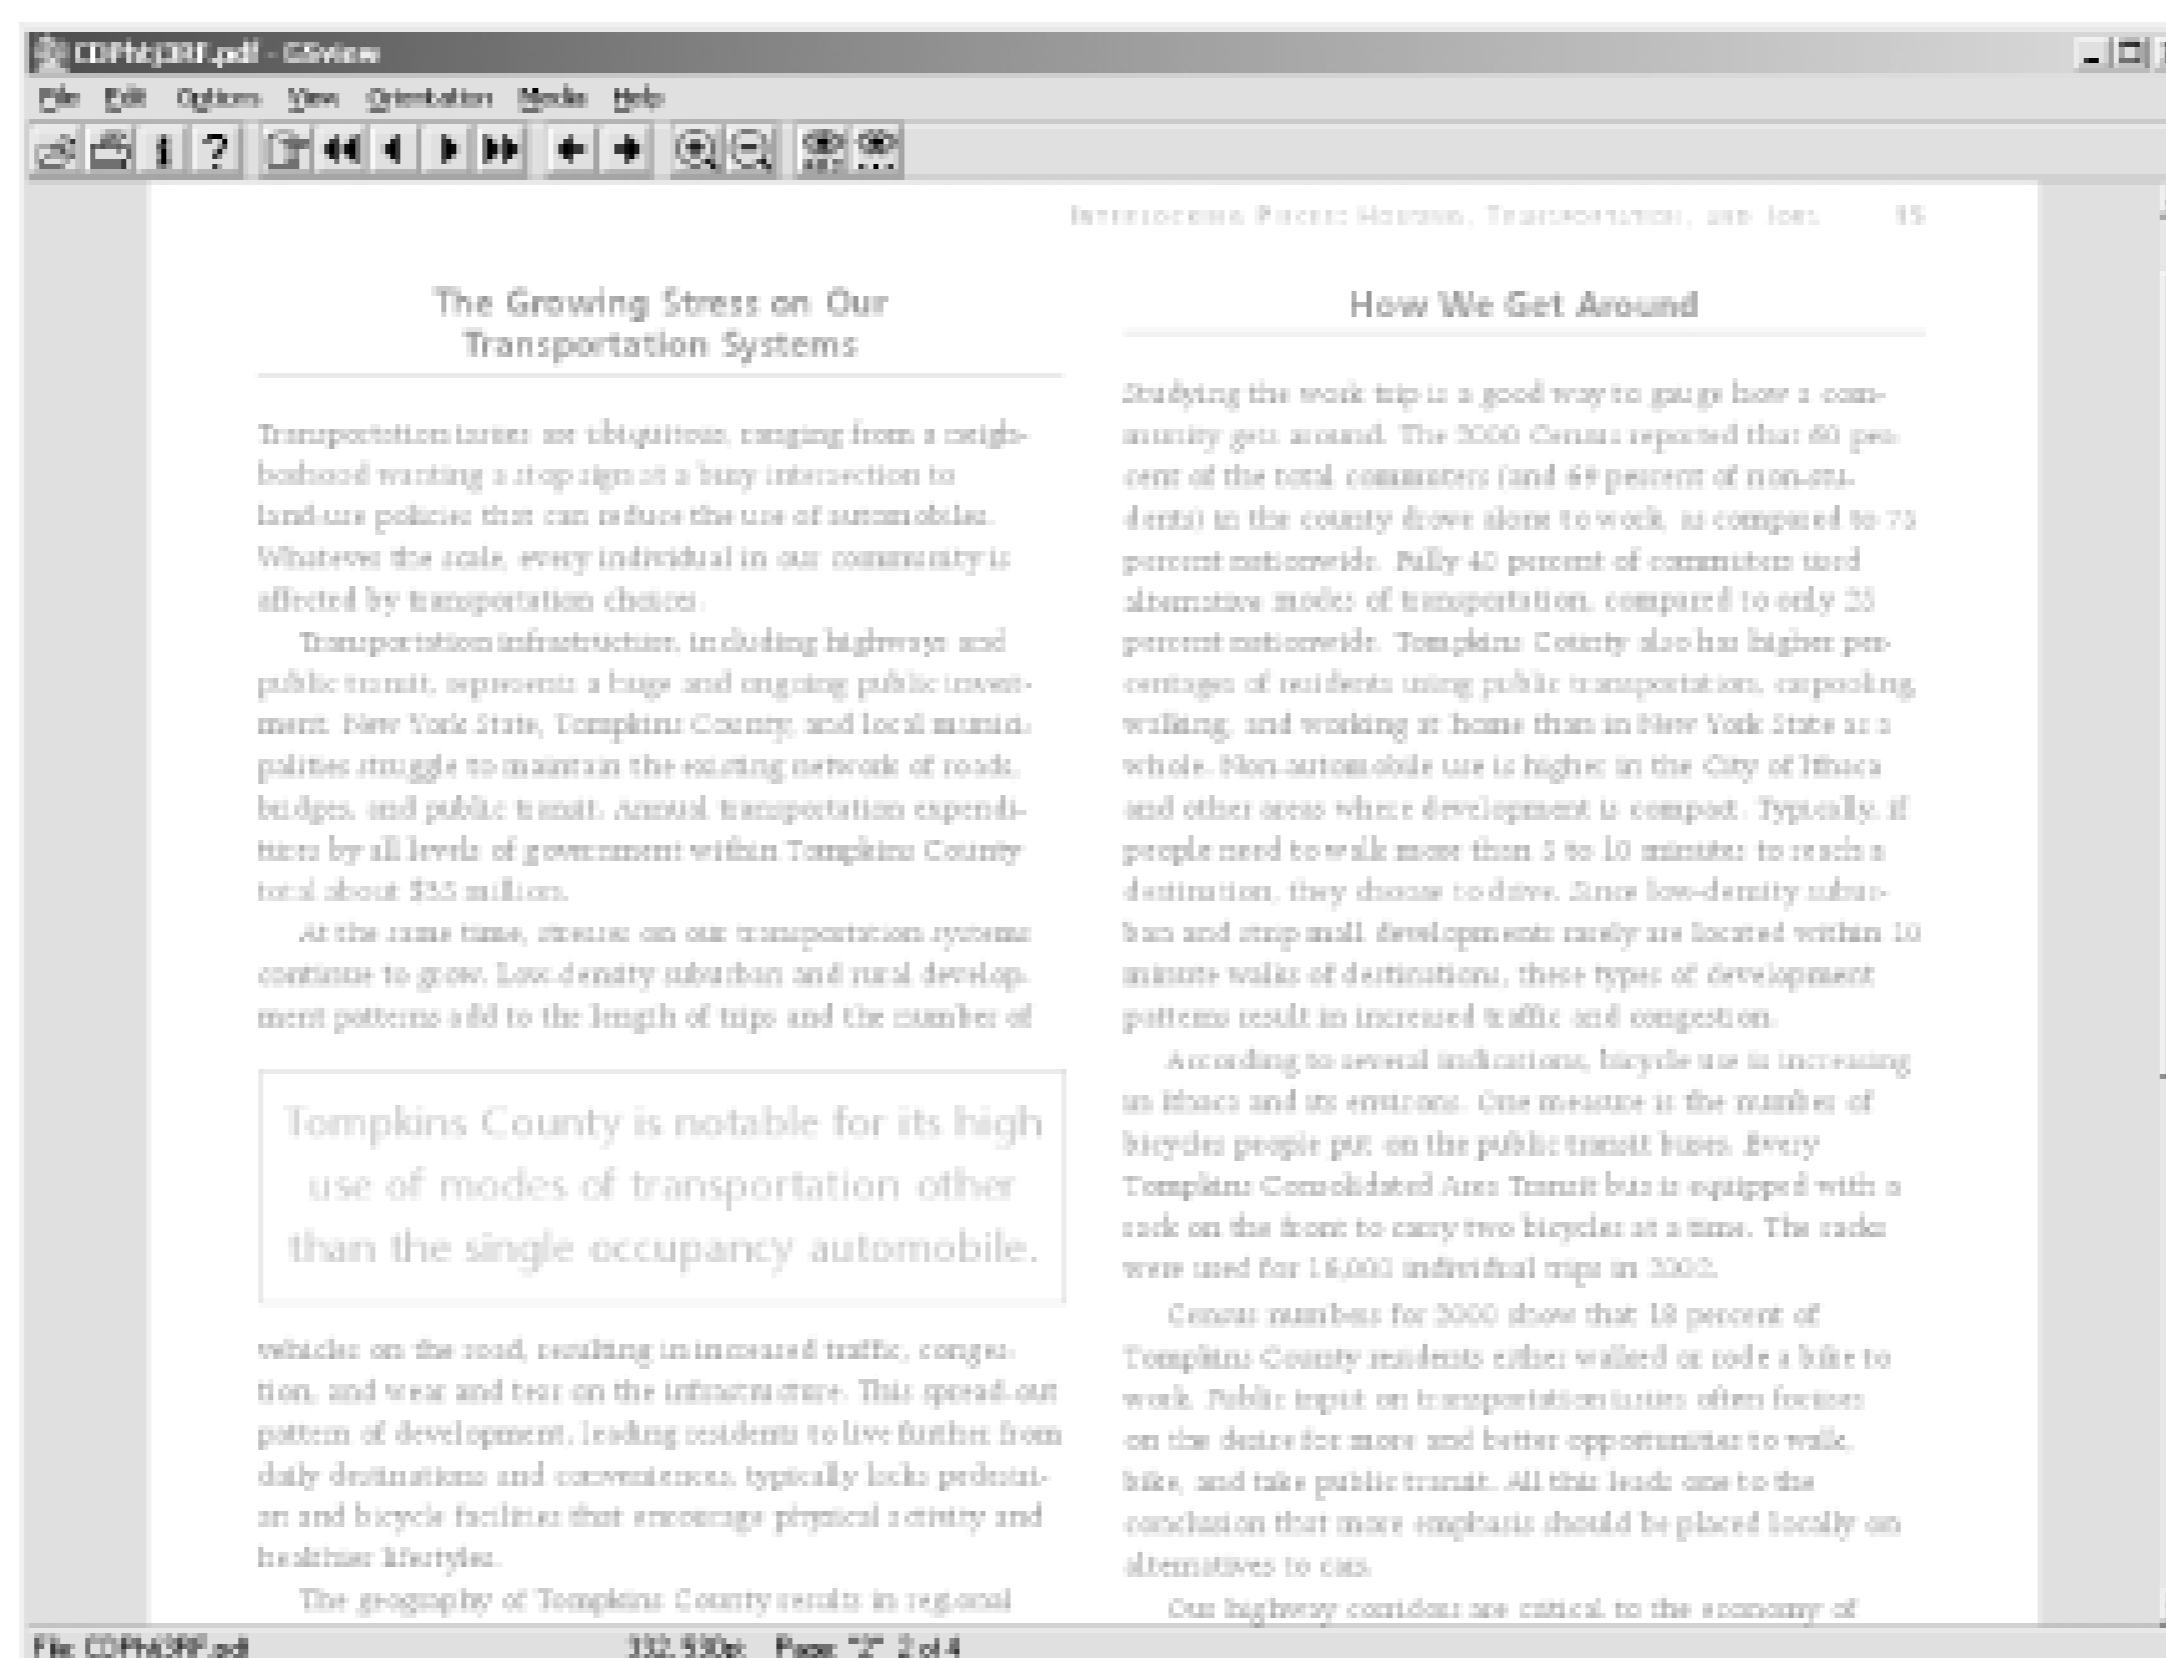 File Edit Options View Orientation Media Help
The Growing Stress on Our
Transportation Systems
Transportation issues are ubiquitous, ranging from a neigh-
borhood wanting a stop sign at a busy intersection to
land-use policies that can reduce the use of automobiles.
Whatever the scale, every individual in our community is
affected by transportation choices.
Transportation infrastructure, including highways and
public transit, represents a huge and ongoing public invest-
ment. New York State, Tompkins County, and local munici-
palities struggle to maintain the existing network of roads,
bridges, and public transit. Annual transportation expendi-
tures by all levels of government within Tompkins County
total about million.
At the same time, stresses on our transportation systems
continue to grow. Low-density suburban and rural develop-
ment patterns add to the length of trips and the number of
Tompkins County is notable for its high
use of modes of transportation other
than the single occupancy automobile.
vehicles on the road, resulting in increased traffic, conges-
tion, and wear and tear on the infrastructure. This spread-out
pattern of development, leading residents to live further from
daily destinations and conveniences, typically lacks pedestri-
an and bicycle facilities that encourage physical activity and
healthier lifestyles.
The geography of Tompkins County results in regional
How We Get Around
Studying the work trip is a good way to gauge how a com-
munity gets around. The 2000 Census reported that 60 per-
cent of the total commuters (and 69 percent of non-stu-
dents) in the county drove alone to work, as compared to 75
percent nationwide. Fully 40 percent of commuters used
alternative modes of transportation, compared to only 25
percent nationwide. Tompkins County also has higher per-
centages of residents using public transportation, carpooling,
walking, and working at home than in New York State as a
whole. Non-automobile use is higher in the City of Ithaca
and other areas where development is compact. Typically, if
people need to walk more than 5 to 10 minutes to reach a
destination, they choose to drive. Since low-density subur-
ban and strip mall developments rarely are located within 10
minute walks of destinations, these types of development
patterns result in increased traffic and congestion.
According to several indications, bicycle use is increasing
in Ithaca and its environs. One measure is the number of
bicycles people put on the public transit buses. Every
Tompkins Consolidated Area Transit bus is equipped with a
rack on the front to carry two bicycles at a time. The racks
were used for individual trips in 2002.
Census numbers for 2000 show that 18 percent of
Tompkins County residents either walked or rode a bike to
work. Public input on transportation issues often focuses
on the desire for more and better opportunities to walk,
bike, and take public transit. All this leads one to the
conclusion that more emphasis should be placed locally on
alternatives to cars.
Our highway corridors are critical to the economy of
Page: "2" 2 of 4